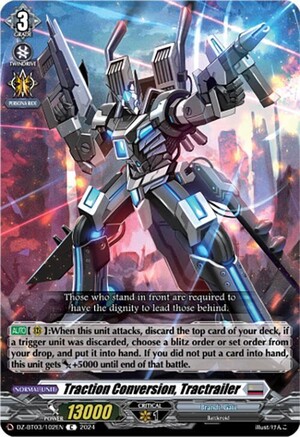 3
GRADE
TWIN DRIVE
PERSONA RIDE
Those who stand in front are required to
have the dignity to lead those behind.
AUTO [ ]:When this unit attacks, discard the top card of your deck, if
a trigger unit was discarded, choose a blitz order or set order from
your drop, and put it into hand. If you did not put a card into hand,
this unit gets +5000 until end of that battle.
NORMAL UNIT
Traction Conversion, Tractrailer
POWER 13000
CRITICAL
1
Brandt Gate
Battleroid
DZ-BT03/102EN C 2024